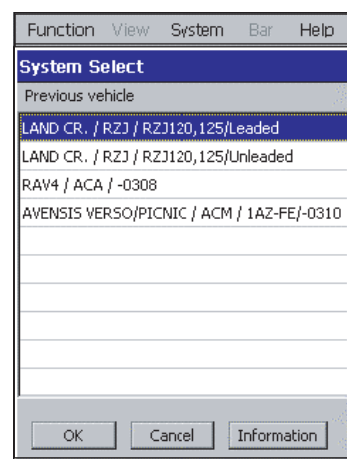 Function View System Bar Help
System Select
Previous vehicle
LAND CR. / RZJ / RZJ120,125/Leaded
LAND CR. / RZJ / RZJ120,125/Unleaded
RAV4 / ACA / -0308
AVENSIS VERSO/PICNIC / ACM / 1AZ-FE/-0310
OK Cancel Information